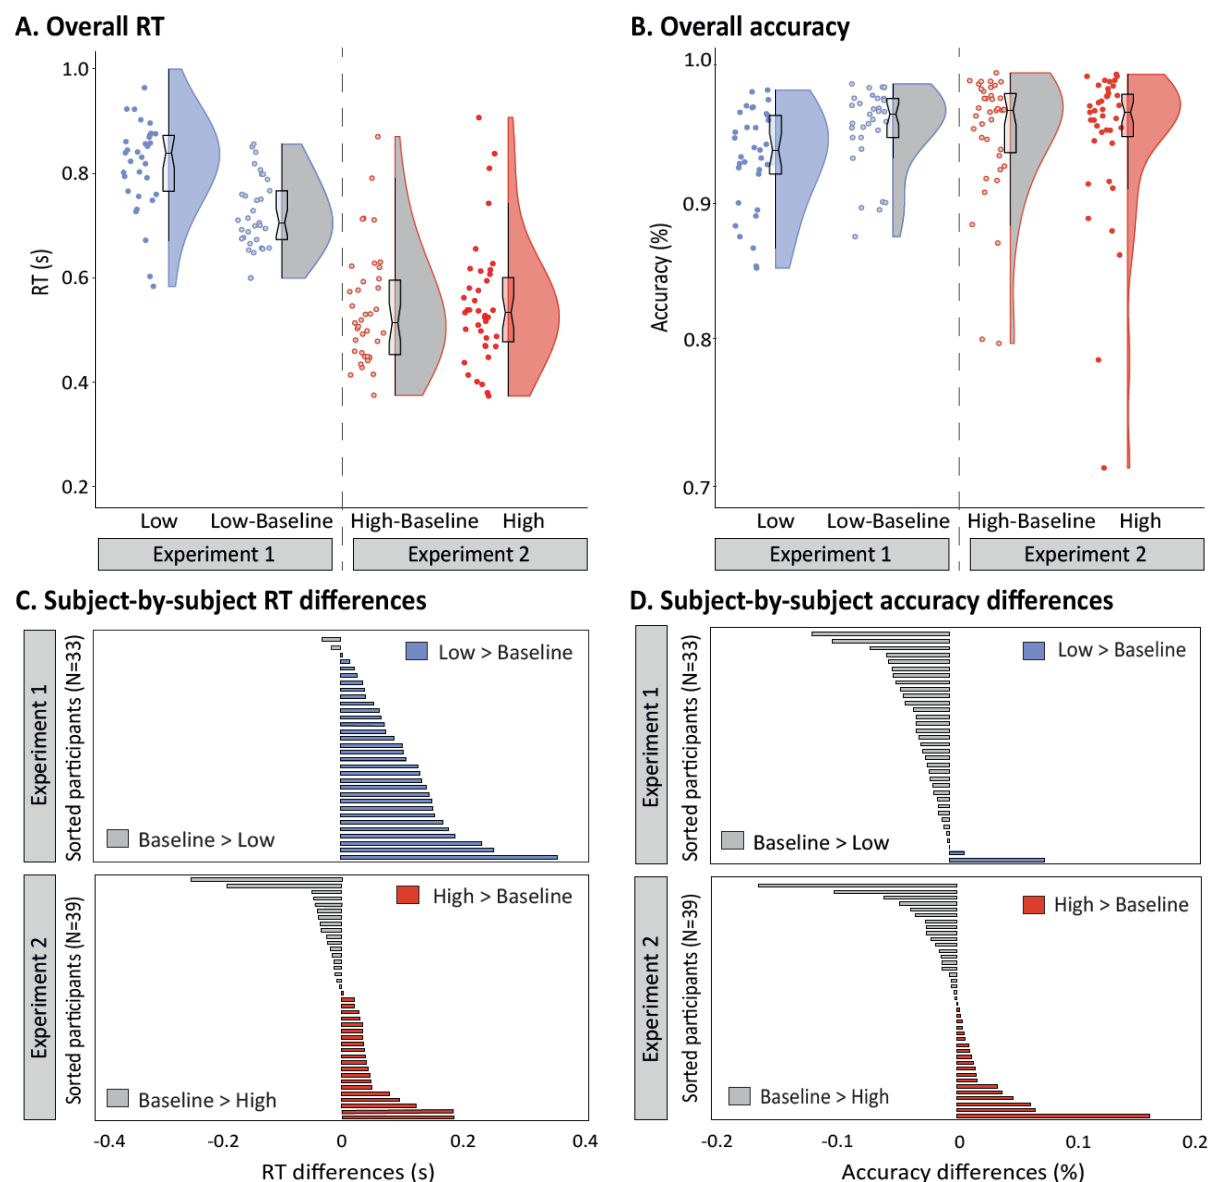 A. Overall RT
1.0
0.8
0.6
0.4
0.2
RT (s)
Low
Low-Baseline
High-Baseline
High
Experiment 1
Experiment 2
B. Overall accuracy
1.0
0.9
0.8
0.7
Accuracy (%)
Low
Low-Baseline
High-Baseline
High
Experiment 1
Experiment 2
C. Subject-by-subject RT differences
Experiment 1
Sorted participants (N=33)
Low > Baseline
Baseline > Low
Experiment 2
Sorted participants (N=39)
High > Baseline
Baseline > High
-0.4
-0.2
0
0.2
0.4
RT differences (s)
D. Subject-by-subject accuracy differences
Experiment 1
Sorted participants (N=33)
Low > Baseline
Baseline > Low
Experiment 2
Sorted participants (N=39)
High > Baseline
Baseline > High
-0.2
-0.1
0
0.1
0.2
Accuracy differences (%)